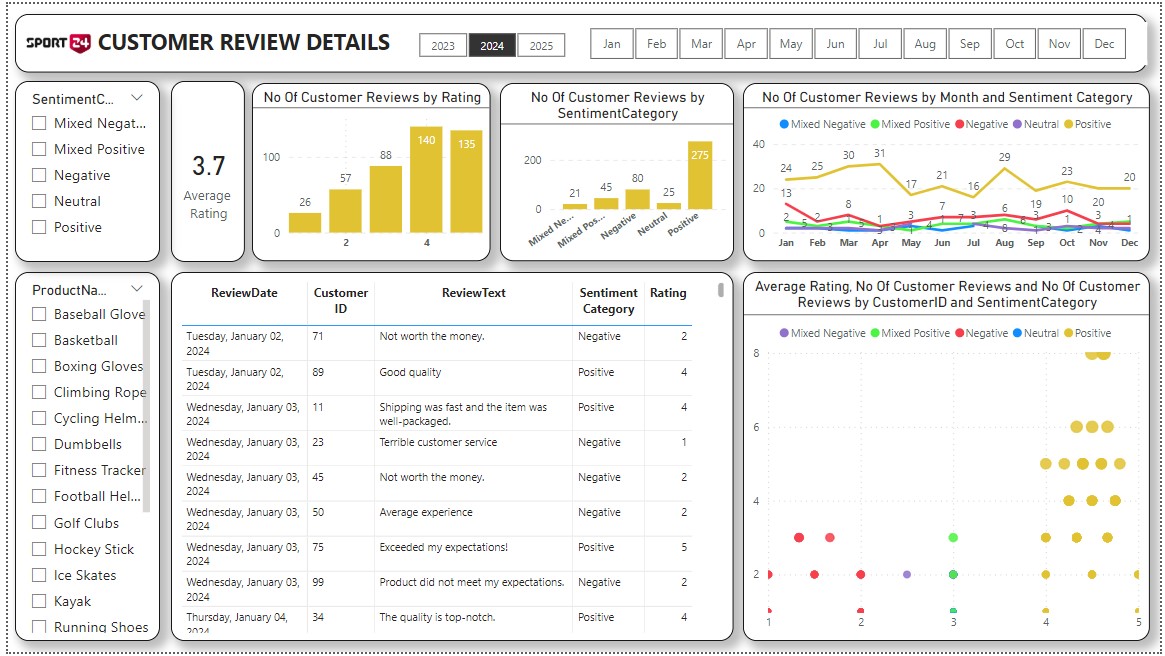 SPORT 24 CUSTOMER REVIEW DETAILS
2023 2024 2025
Jan Feb Mar Apr May Jun Jul Aug Sep Oct Nov Dec
SentimentC...
Mixed Negat...
Mixed Positive
Negative
Neutral
Positive
3.7
Average
Rating
No Of Customer Reviews by Rating
100
0
26
57
88
140
135
2
4
No Of Customer Reviews by
SentimentCategory
200
0
21
45
80
25
275
Mixed Ne...
Mixed Pos...
Negative
Neutral
Positive
No Of Customer Reviews by Month and Sentiment Category
Mixed Negative Mixed Positive Negative Neutral Positive
40
20
0
24 25 30 31 17 21 16 29 19 23 20 20
13 5 8 1 3 7 6 10 3 1
Jan Feb Mar Apr May Jun Jul Aug Sep Oct Nov Dec
ProductNa...
Baseball Glove
Basketball
Boxing Gloves
Climbing Rope
Cycling Helm...
Dumbbells
Fitness Tracker
Football Hel...
Golf Clubs
Hockey Stick
Ice Skates
Kayak
Running Shoes
ReviewDate Customer ReviewText Sentiment Rating
ID Category
Tuesday, January 02, 71 Not worth the money. Negative 2
2024
Tuesday, January 02, 89 Good quality Positive 4
2024
Wednesday, January 03, 11 Shipping was fast and the item was Positive 4
2024 well-packaged.
Wednesday, January 03, 23 Terrible customer service Negative 1
2024
Wednesday, January 03, 45 Not worth the money. Negative 2
2024
Wednesday, January 03, 50 Average experience Negative 2
2024
Wednesday, January 03, 75 Exceeded my expectations! Positive 5
2024
Wednesday, January 03, 99 Product did not meet my expectations. Negative 2
2024
Thursday, January 04, 34 The quality is top-notch. Positive 4
2024
Average Rating, No Of Customer Reviews and No Of Customer
Reviews by CustomerID and SentimentCategory
Mixed Negative Mixed Positive Negative Neutral Positive
8
6
4
2
1 2 3 4 5